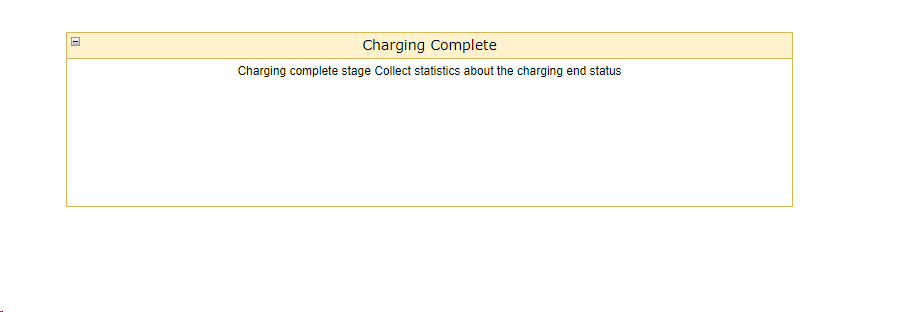 Charging Complete
Charging complete stage Collect statistics about the charging end status